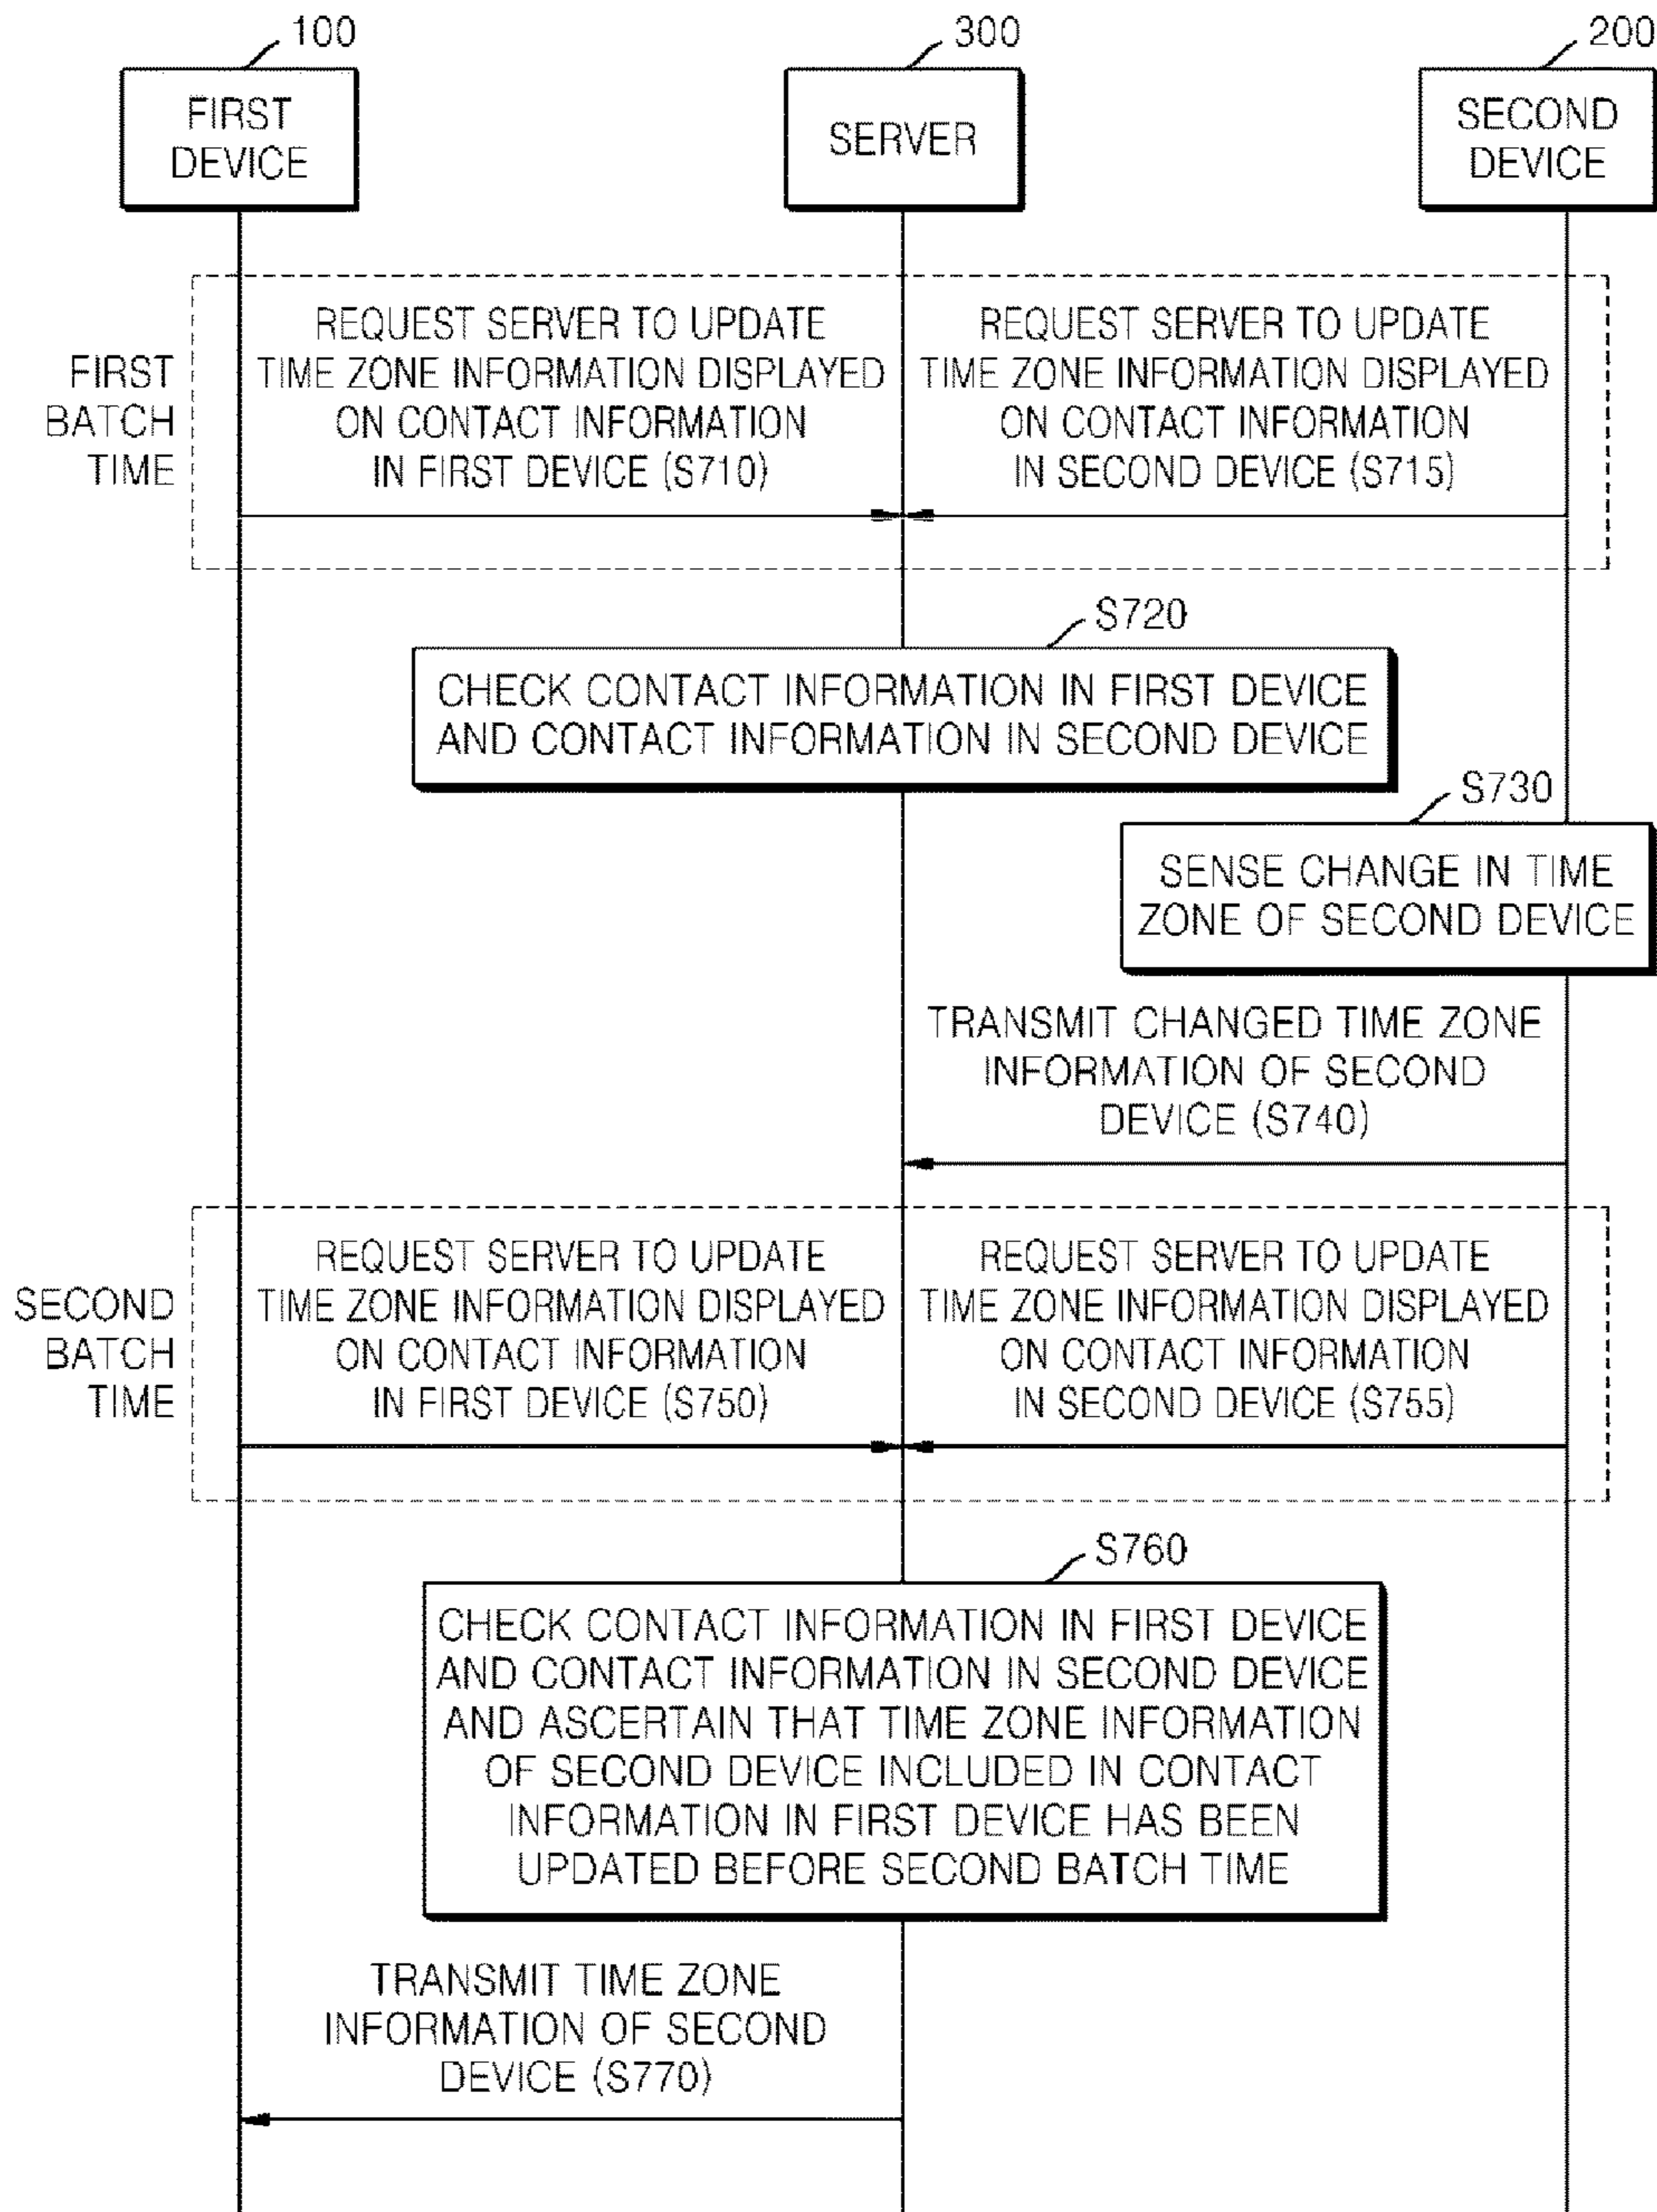 100
300
200
FIRST
DEVICE
SERVER
SECOND
DEVICE
FIRST
BATCH
TIME
REQUEST SERVER TO UPDATE
TIME ZONE INFORMATION DISPLAYED
ON CONTACT INFORMATION
IN FIRST DEVICE (S710)
REQUEST SERVER TO UPDATE
TIME ZONE INFORMATION DISPLAYED
ON CONTACT INFORMATION
IN SECOND DEVICE (S715)
S720
CHECK CONTACT INFORMATION IN FIRST DEVICE
AND CONTACT INFORMATION IN SECOND DEVICE
S730
SENSE CHANGE IN TIME
ZONE OF SECOND DEVICE
TRANSMIT CHANGED TIME ZONE
INFORMATION OF SECOND
DEVICE (S740)
SECOND
BATCH
TIME
REQUEST SERVER TO UPDATE
TIME ZONE INFORMATION DISPLAYED
ON CONTACT INFORMATION
IN FIRST DEVICE (S750)
REQUEST SERVER TO UPDATE
TIME ZONE INFORMATION DISPLAYED
ON CONTACT INFORMATION
IN SECOND DEVICE (S755)
S760
CHECK CONTACT INFORMATION IN FIRST DEVICE
AND CONTACT INFORMATION IN SECOND DEVICE
AND ASCERTAIN THAT TIME ZONE INFORMATION
OF SECOND DEVICE INCLUDED IN CONTACT
INFORMATION IN FIRST DEVICE HAS BEEN
UPDATED BEFORE SECOND BATCH TIME
TRANSMIT TIME ZONE
INFORMATION OF SECOND
DEVICE (S770)